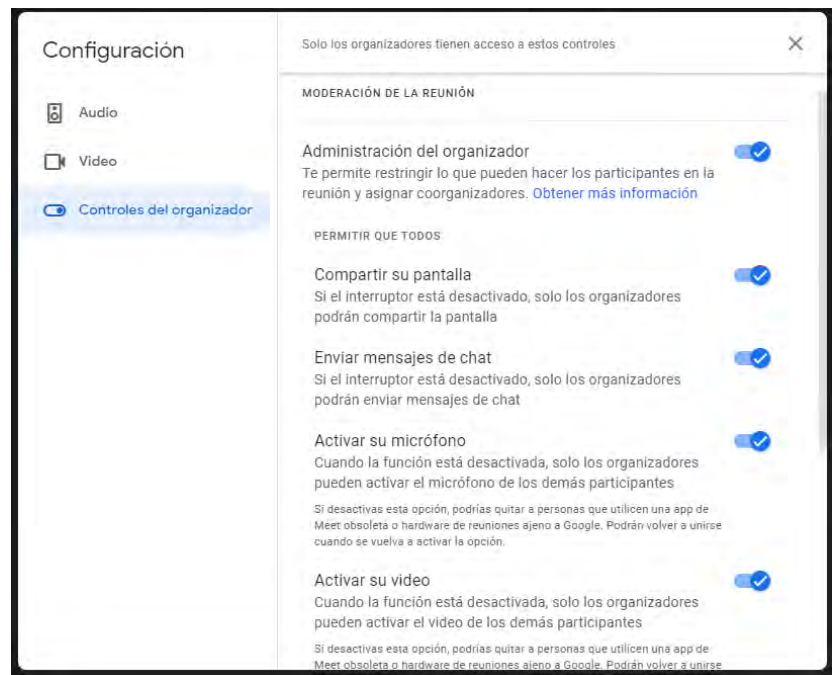 Configuración
Audio
Video
Controles del organizador
Solo los organizadores tienen acceso a estos controles
MODERACIÓN DE LA REUNIÓN
Administración del organizador
Te permite restringir lo que pueden hacer los participantes en la
reunión y asignar coorganizadores. Obtener más información
PERMITIR QUE TODOS
Compartir su pantalla
Si el interruptor está desactivado, solo los organizadores
podrán compartir la pantalla
Enviar mensajes de chat
Si el interruptor está desactivado, solo los organizadores
podrán enviar mensajes de chat
Activar su micrófono
Cuando la función está desactivada, solo los organizadores
pueden activar el micrófono de los demás participantes
Si desactivas esta opción, podrías quitar a personas que utilicen una app de
Meet obsoleta o hardware de reuniones ajeno a Google. Podrán volver a unirse
cuando se vuelva a activar la opción.
Activar su video
Cuando la función está desactivada, solo los organizadores
pueden activar el video de los demás participantes
Si desactivas esta opción, podrías quitar a personas que utilicen una app de
Meet obsoleta o hardware de reuniones ajeno a Google. Podrán volver a unirse